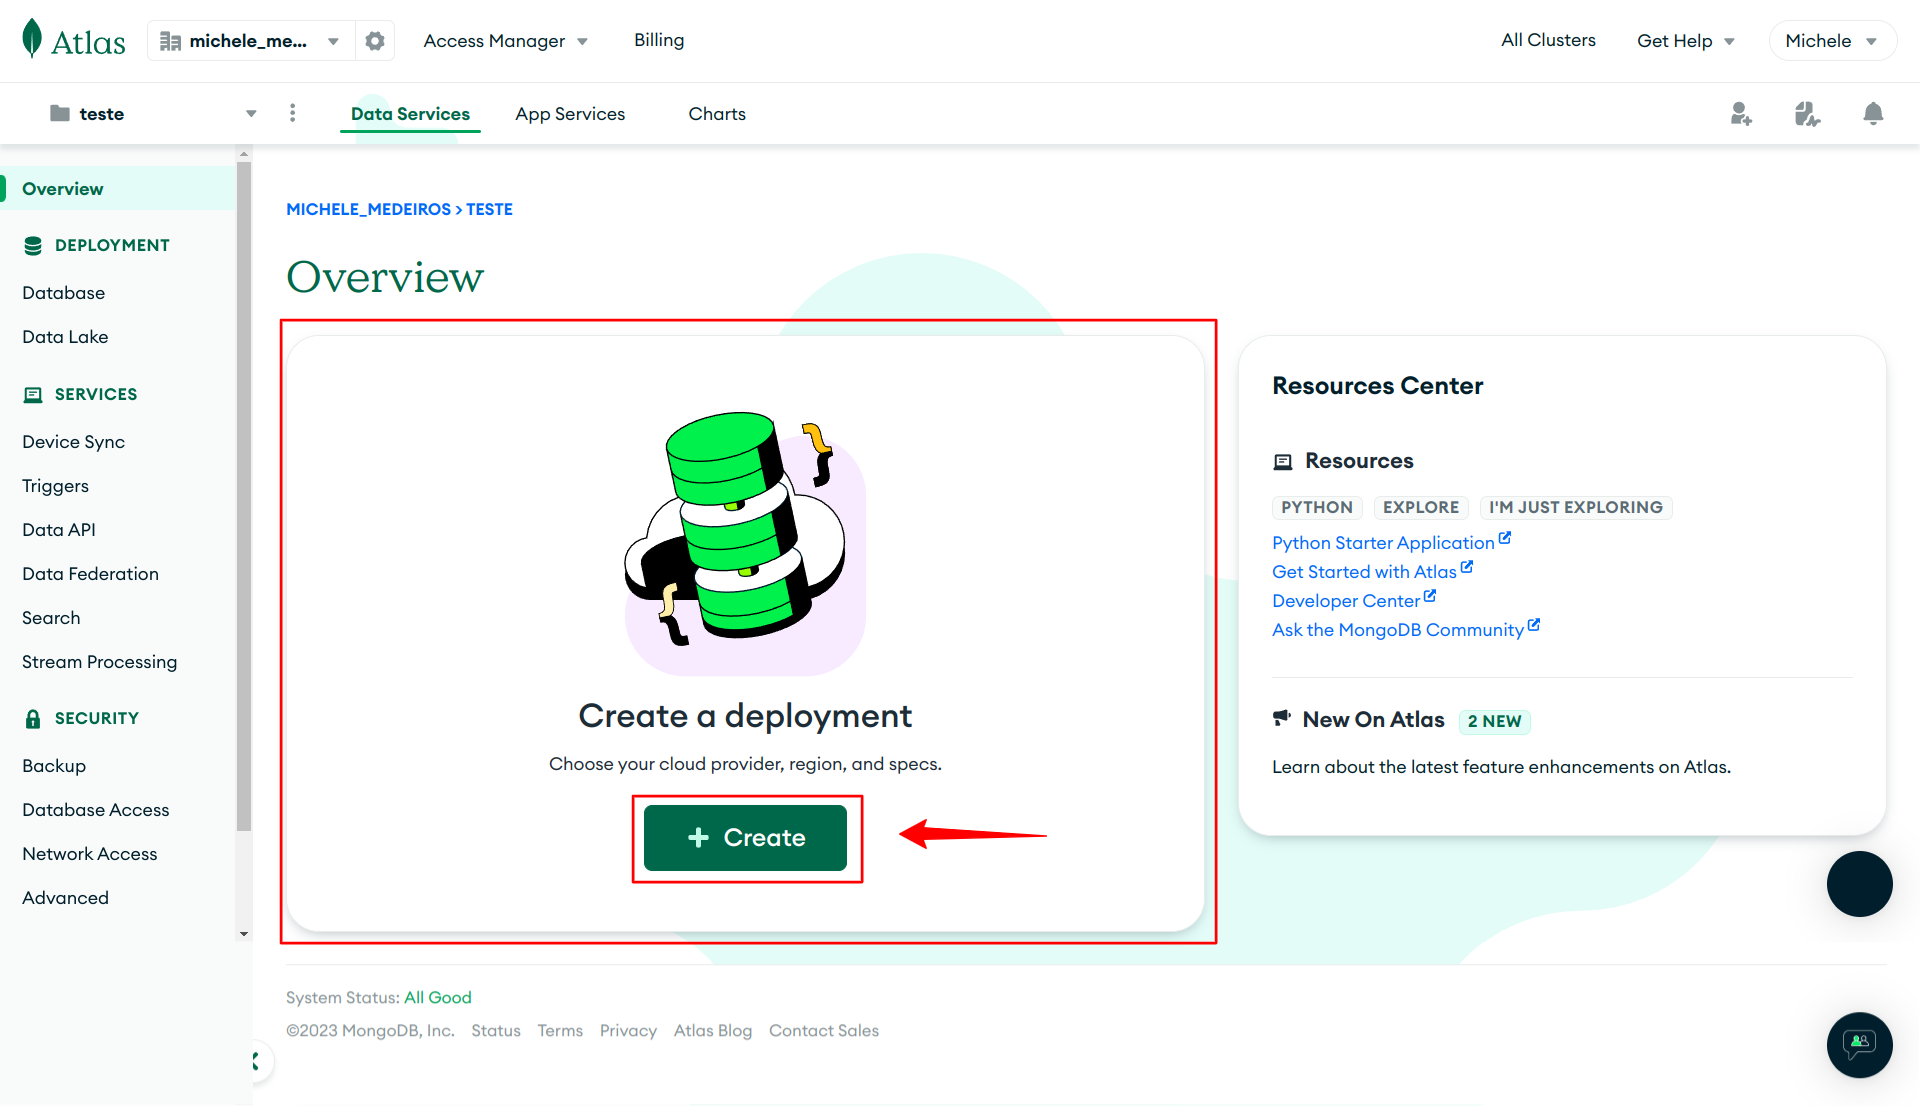 Atlas
michele_me...
Access Manager
Billing
All Clusters
Get Help
Michele
teste
Data Services
App Services
Charts
Overview
DEPLOYMENT
Database
Data Lake
SERVICES
Device Sync
Triggers
Data API
Data Federation
Search
Stream Processing
SECURITY
Backup
Database Access
Network Access
Advanced
MICHELE_MEDEIROS > TESTE
Overview
Create a deployment
Choose your cloud provider, region, and specs.
+ Create
Resources Center
Resources
PYTHON EXPLORE I'M JUST EXPLORING
Python Starter Application
Get Started with Atlas
Developer Center
Ask the MongoDB Community
New On Atlas 2 NEW
Learn about the latest feature enhancements on Atlas.
System Status: All Good
©2023 MongoDB, Inc. Status Terms Privacy Atlas Blog Contact Sales